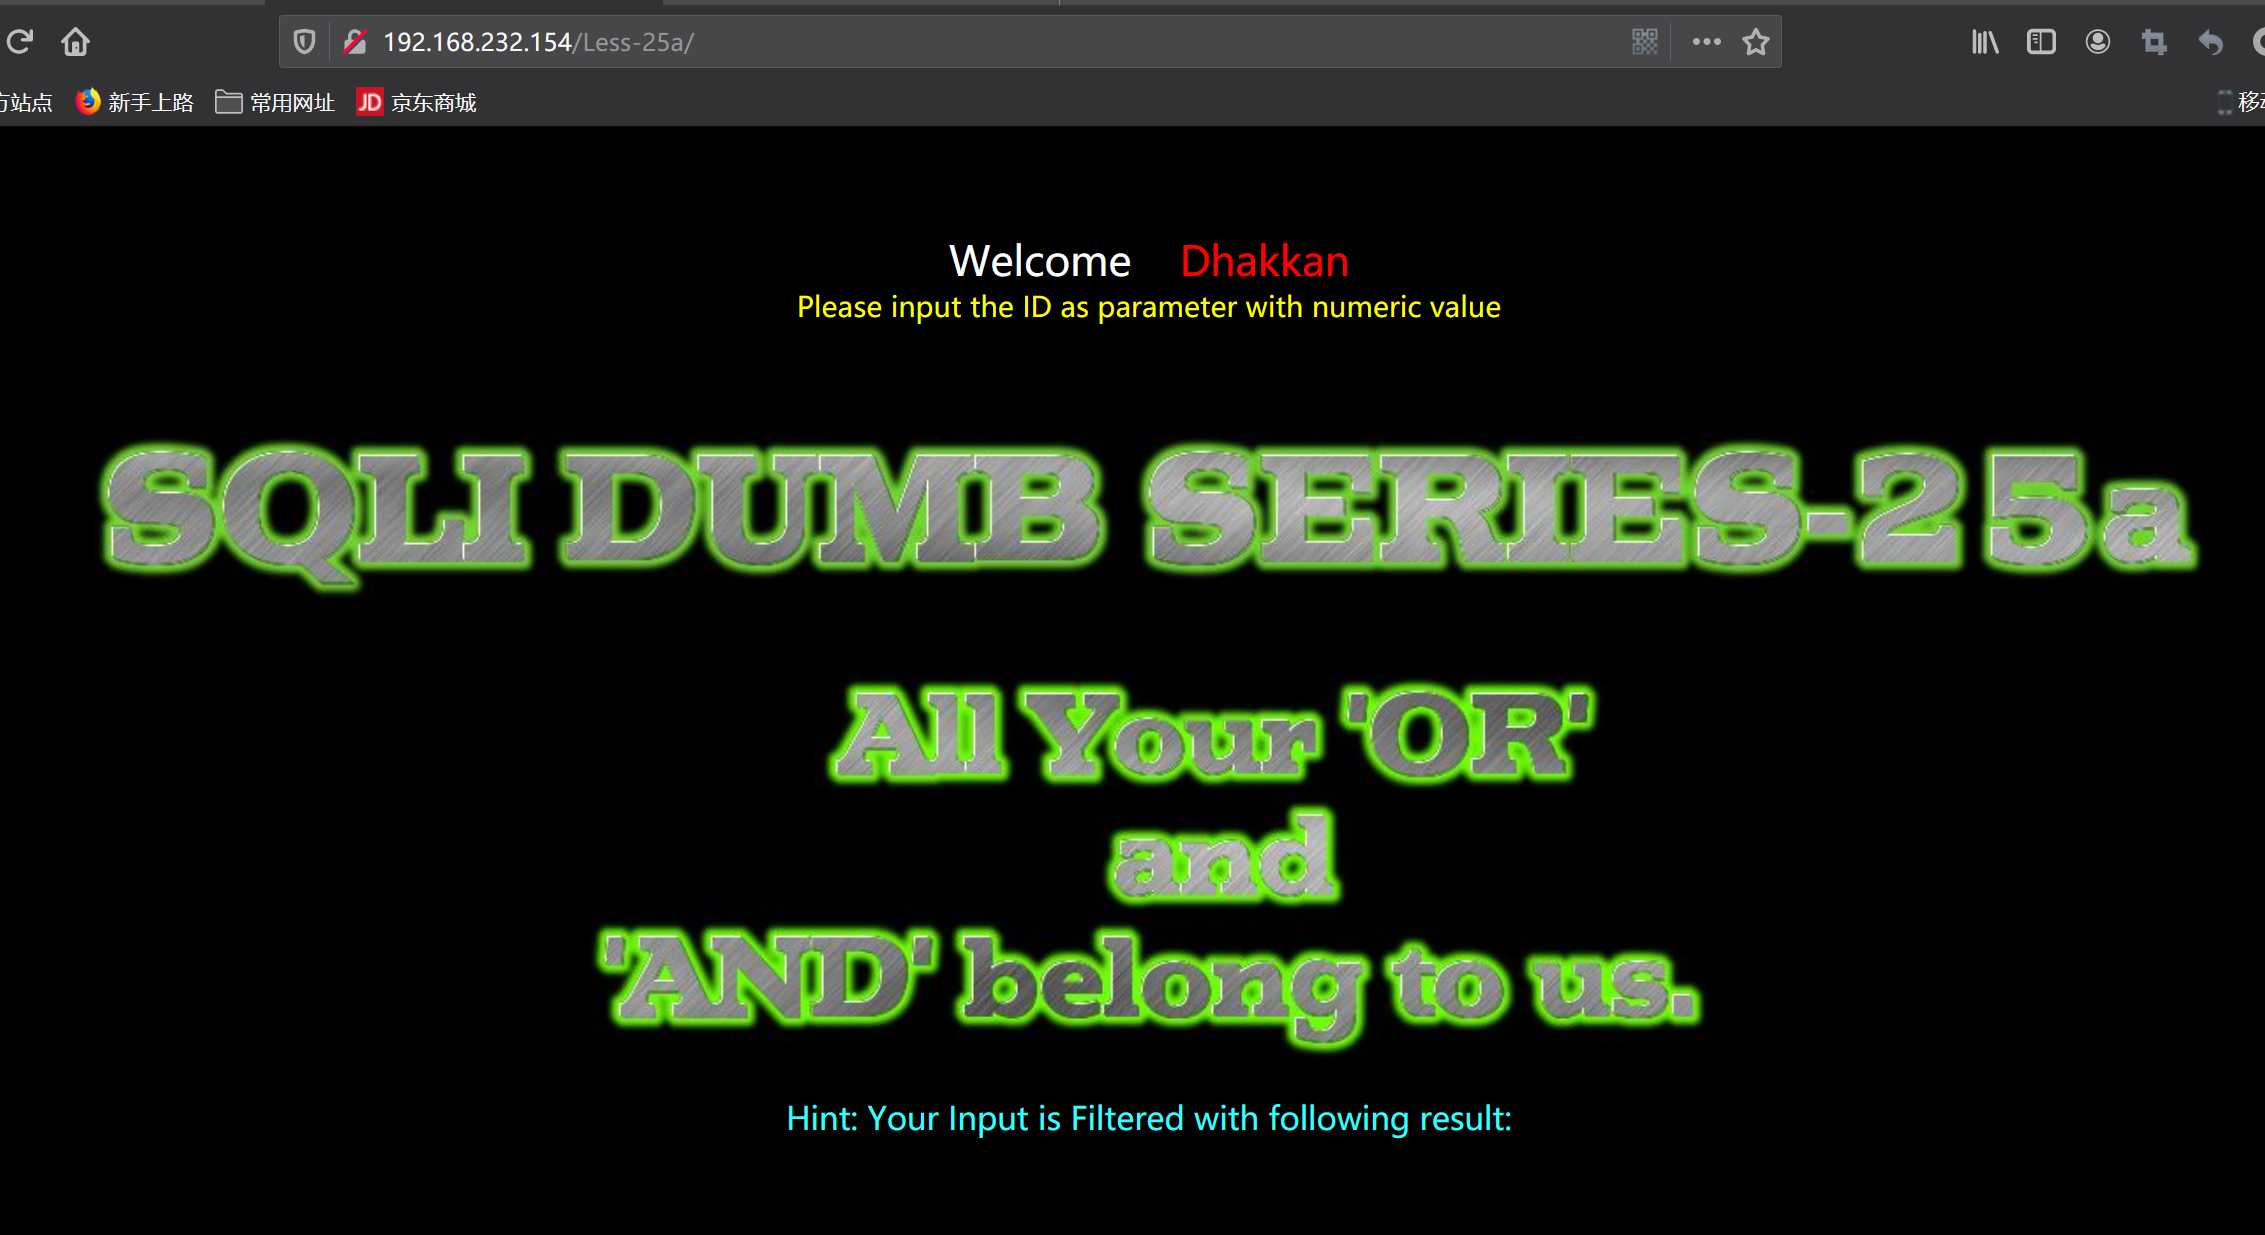 192.168.232.154/Less-25a/
方站点 新手上路 常用网址 JD 京东商城
Welcome Dhakkan
Please input the ID as parameter with numeric value
SQLI DUMB SERIES-25a
All Your 'OR'
and
'AND' belong to us.
Hint: Your Input is Filtered with following result: